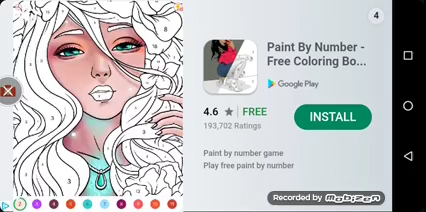 4
Paint By Number -
Free Coloring Bo...
Google Play
4.6 ★ | FREE
193,702 Ratings
INSTALL
Paint by number game
Play free paint by number
Recorded by MOBIZEN